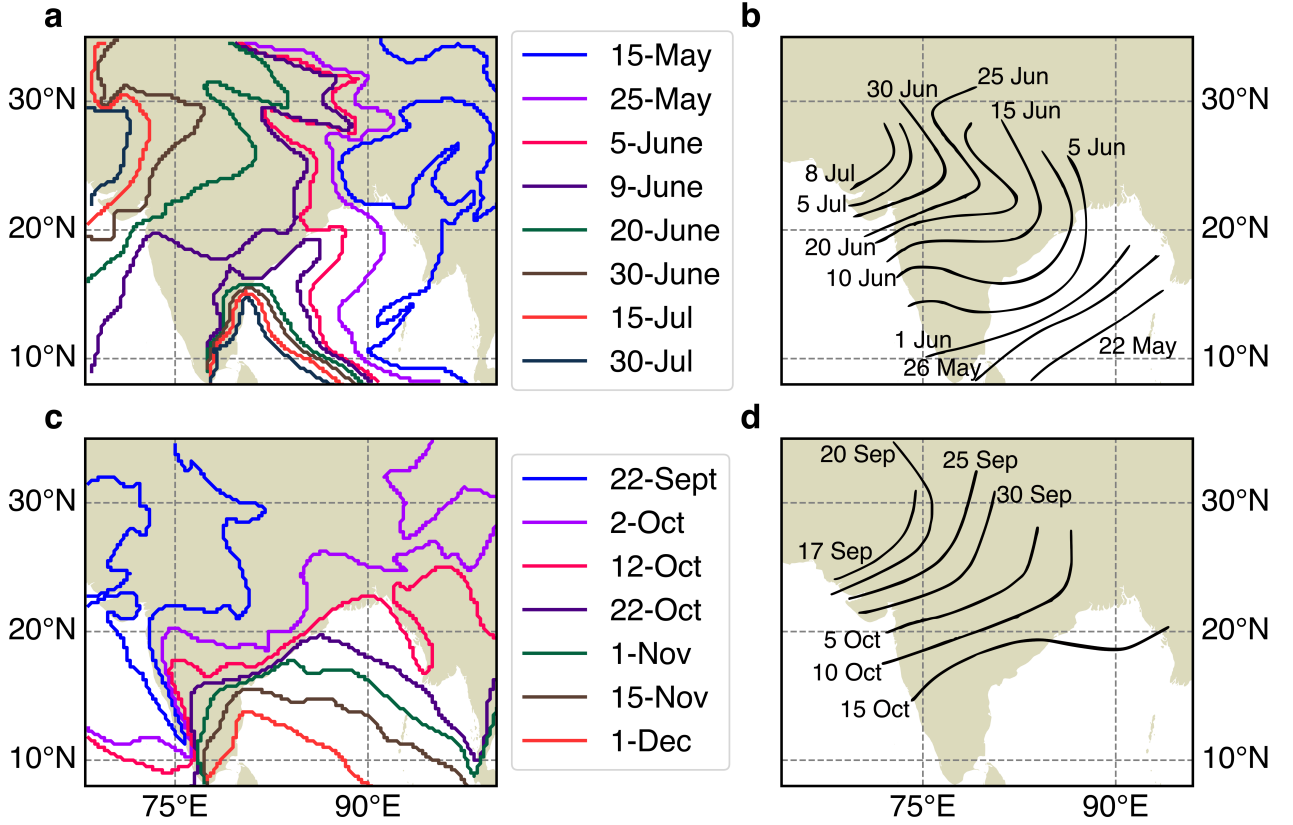 a
30°N
20°N
10°N
15-May
25-May
5-June
9-June
20-June
30-June
15-Jul
30-Jul
b
25 Jun
30 Jun
15 Jun
5 Jun
8 Jul
5 Jul
20 Jun
10 Jun
1 Jun
26 May
22 May
30°N
20°N
10°N
c
30°N
20°N
10°N
75°E
90°E
22-Sept
2-Oct
12-Oct
22-Oct
1-Nov
15-Nov
1-Dec
d
20 Sep
25 Sep
30 Sep
17 Sep
5 Oct
10 Oct
15 Oct
30°N
20°N
10°N
75°E
90°E